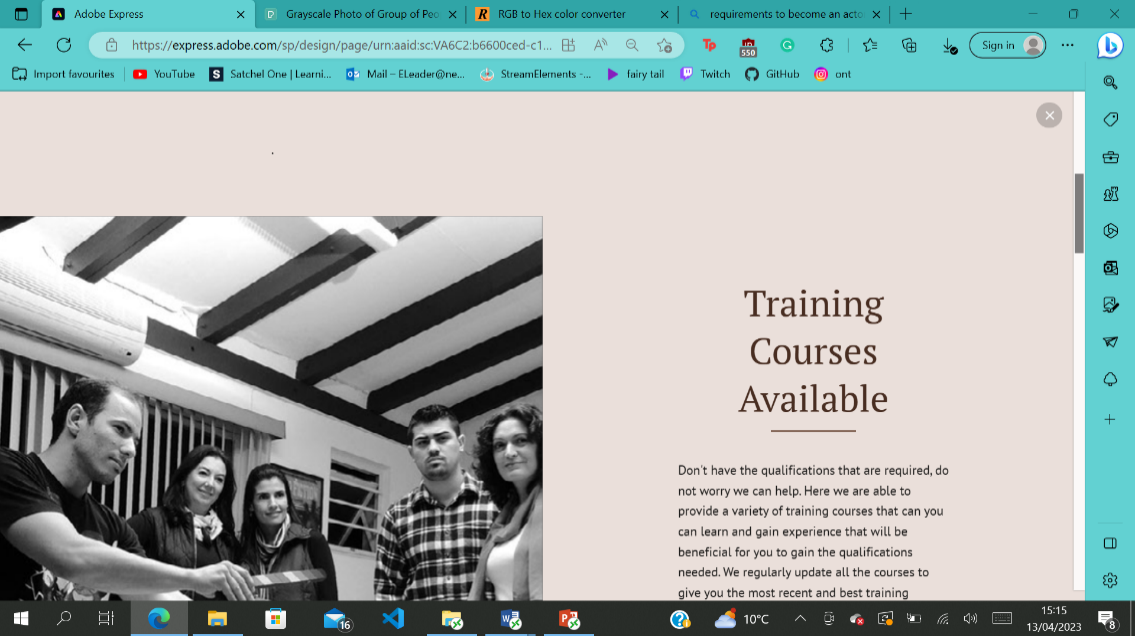 Adobe Express
Grayscale Photo of Group of Peo
RGB to Hex color converter
requirements to become an acto
https://express.adobe.com/sp/design/page/urn:aaid:sc:VA6C2:b6600ced-c1...
Sign in
550
Import favourites
YouTube
Satchel One | Learni...
Mail – ELeader@ne...
StreamElements -...
fairy tail
Twitch
GitHub
ont
Training
Courses
Available
Don't have the qualifications that are required, do
not worry we can help. Here we are able to
provide a variety of training courses that can you
can learn and gain experience that will be
beneficial for you to gain the qualifications
needed. We regularly update all the courses to
give you the most recent and best training
16
10°C
15:15
13/04/2023
8